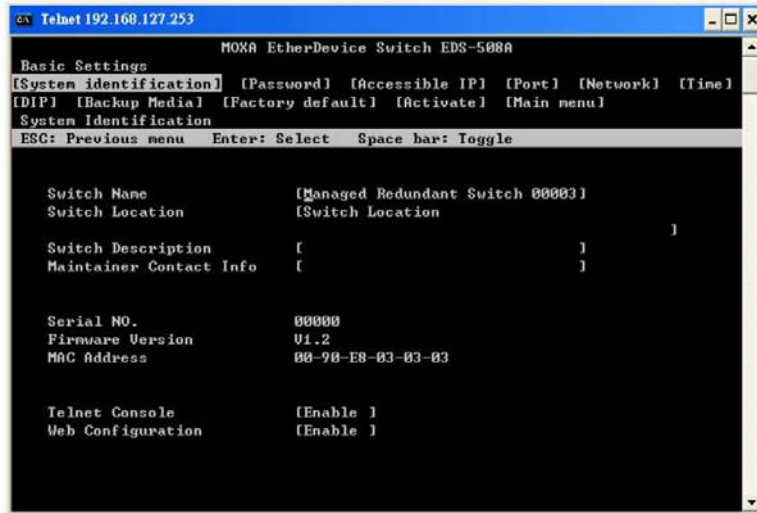 Telnet 192.168.127.253
MOXA EtherDevice Switch EDS-508A
Basic Settings
[System identification] [Password] [Accessible IP] [Port] [Network] [Time]
[DIP] [Backup Media] [Factory default] [Activate] [Main menu]
System Identification
ESC: Previous menu Enter: Select Space bar: Toggle
Switch Name [Managed Redundant Switch 00003]
Switch Location [Switch Location
]
Switch Description [ ]
Maintainer Contact Info [ ]
Serial NO. 00000
Firmware Version V1.2
MAC Address 00-90-E8-03-03-03
Telnet Console [Enable ]
Web Configuration [Enable ]